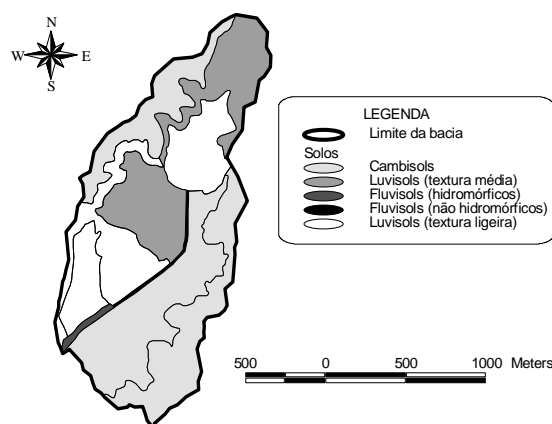 N
W E
S
LEGENDA
Limite da bacia
Solos
Cambisols
Luvisols (textura média)
Fluvisols (hidromórficos)
Fluvisols (não hidromórficos)
Luvisols (textura ligeira)
500 0 500 1000 Meters